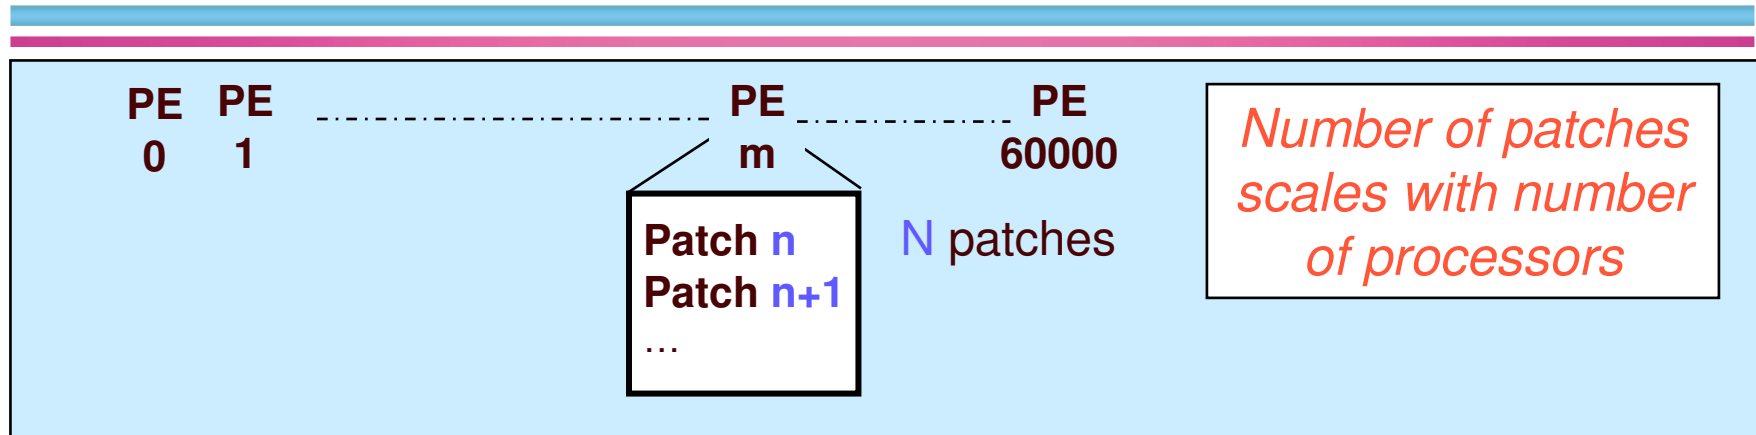 PE PE PE PE
0 1 m 60000
Number of patches
scales with number
of processors
Patch n
Patch n+1
...
N patches